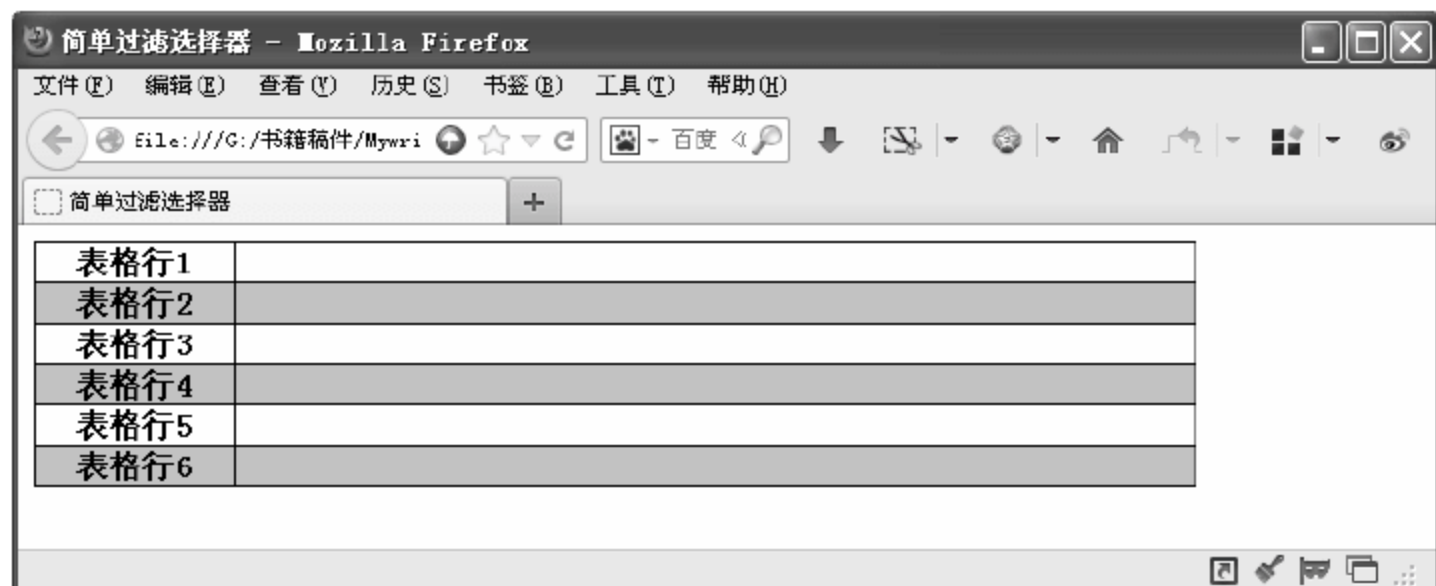 简单过滤选择器 - Mozilla Firefox
文件(F) 编辑(E) 查看(V) 历史(S) 书签(B) 工具(T) 帮助(H)
file:///G:/书籍稿件/Mywri
百度
简单过滤选择器
表格行1
表格行2
表格行3
表格行4
表格行5
表格行6